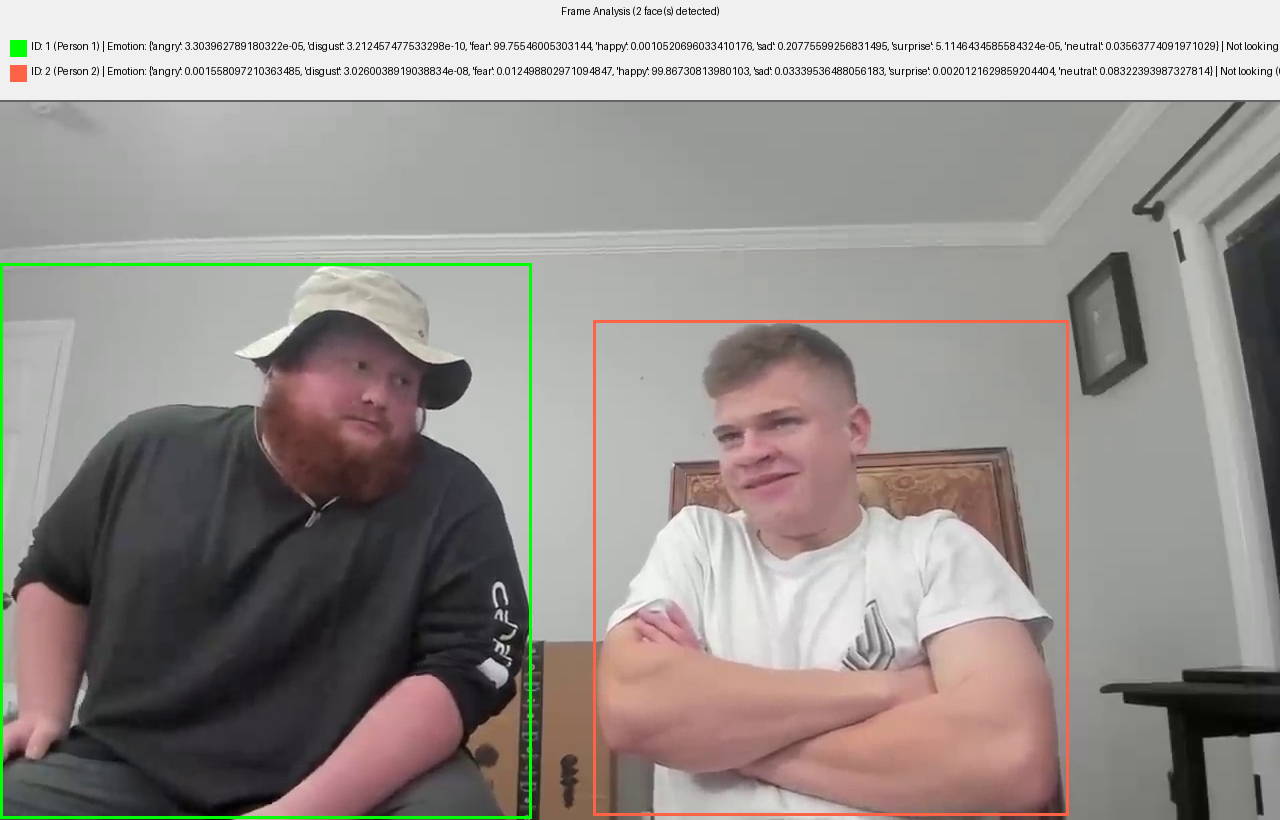 Frame Analysis (2 face(s) detected)
ID: 1 (Person 1) | Emotion: {'angry': 3.303962789180322e-05, 'disgust': 3.212457477533298e-10, 'fear': 99.75546005303144, 'happy': 0.0010520696033410176, 'sad': 0.20775599256831495, 'surprise': 5.1146434585584324e-05, 'neutral': 0.03563774091971029} | Not looking
ID: 2 (Person 2) | Emotion: {'angry': 0.001558097210363485, 'disgust': 3.0260038919038834e-08, 'fear': 0.012498802971094847, 'happy': 99.86730813980103, 'sad': 0.03339536488056183, 'surprise': 0.0020121629859204404, 'neutral': 0.08322393987327814} | Not looking (